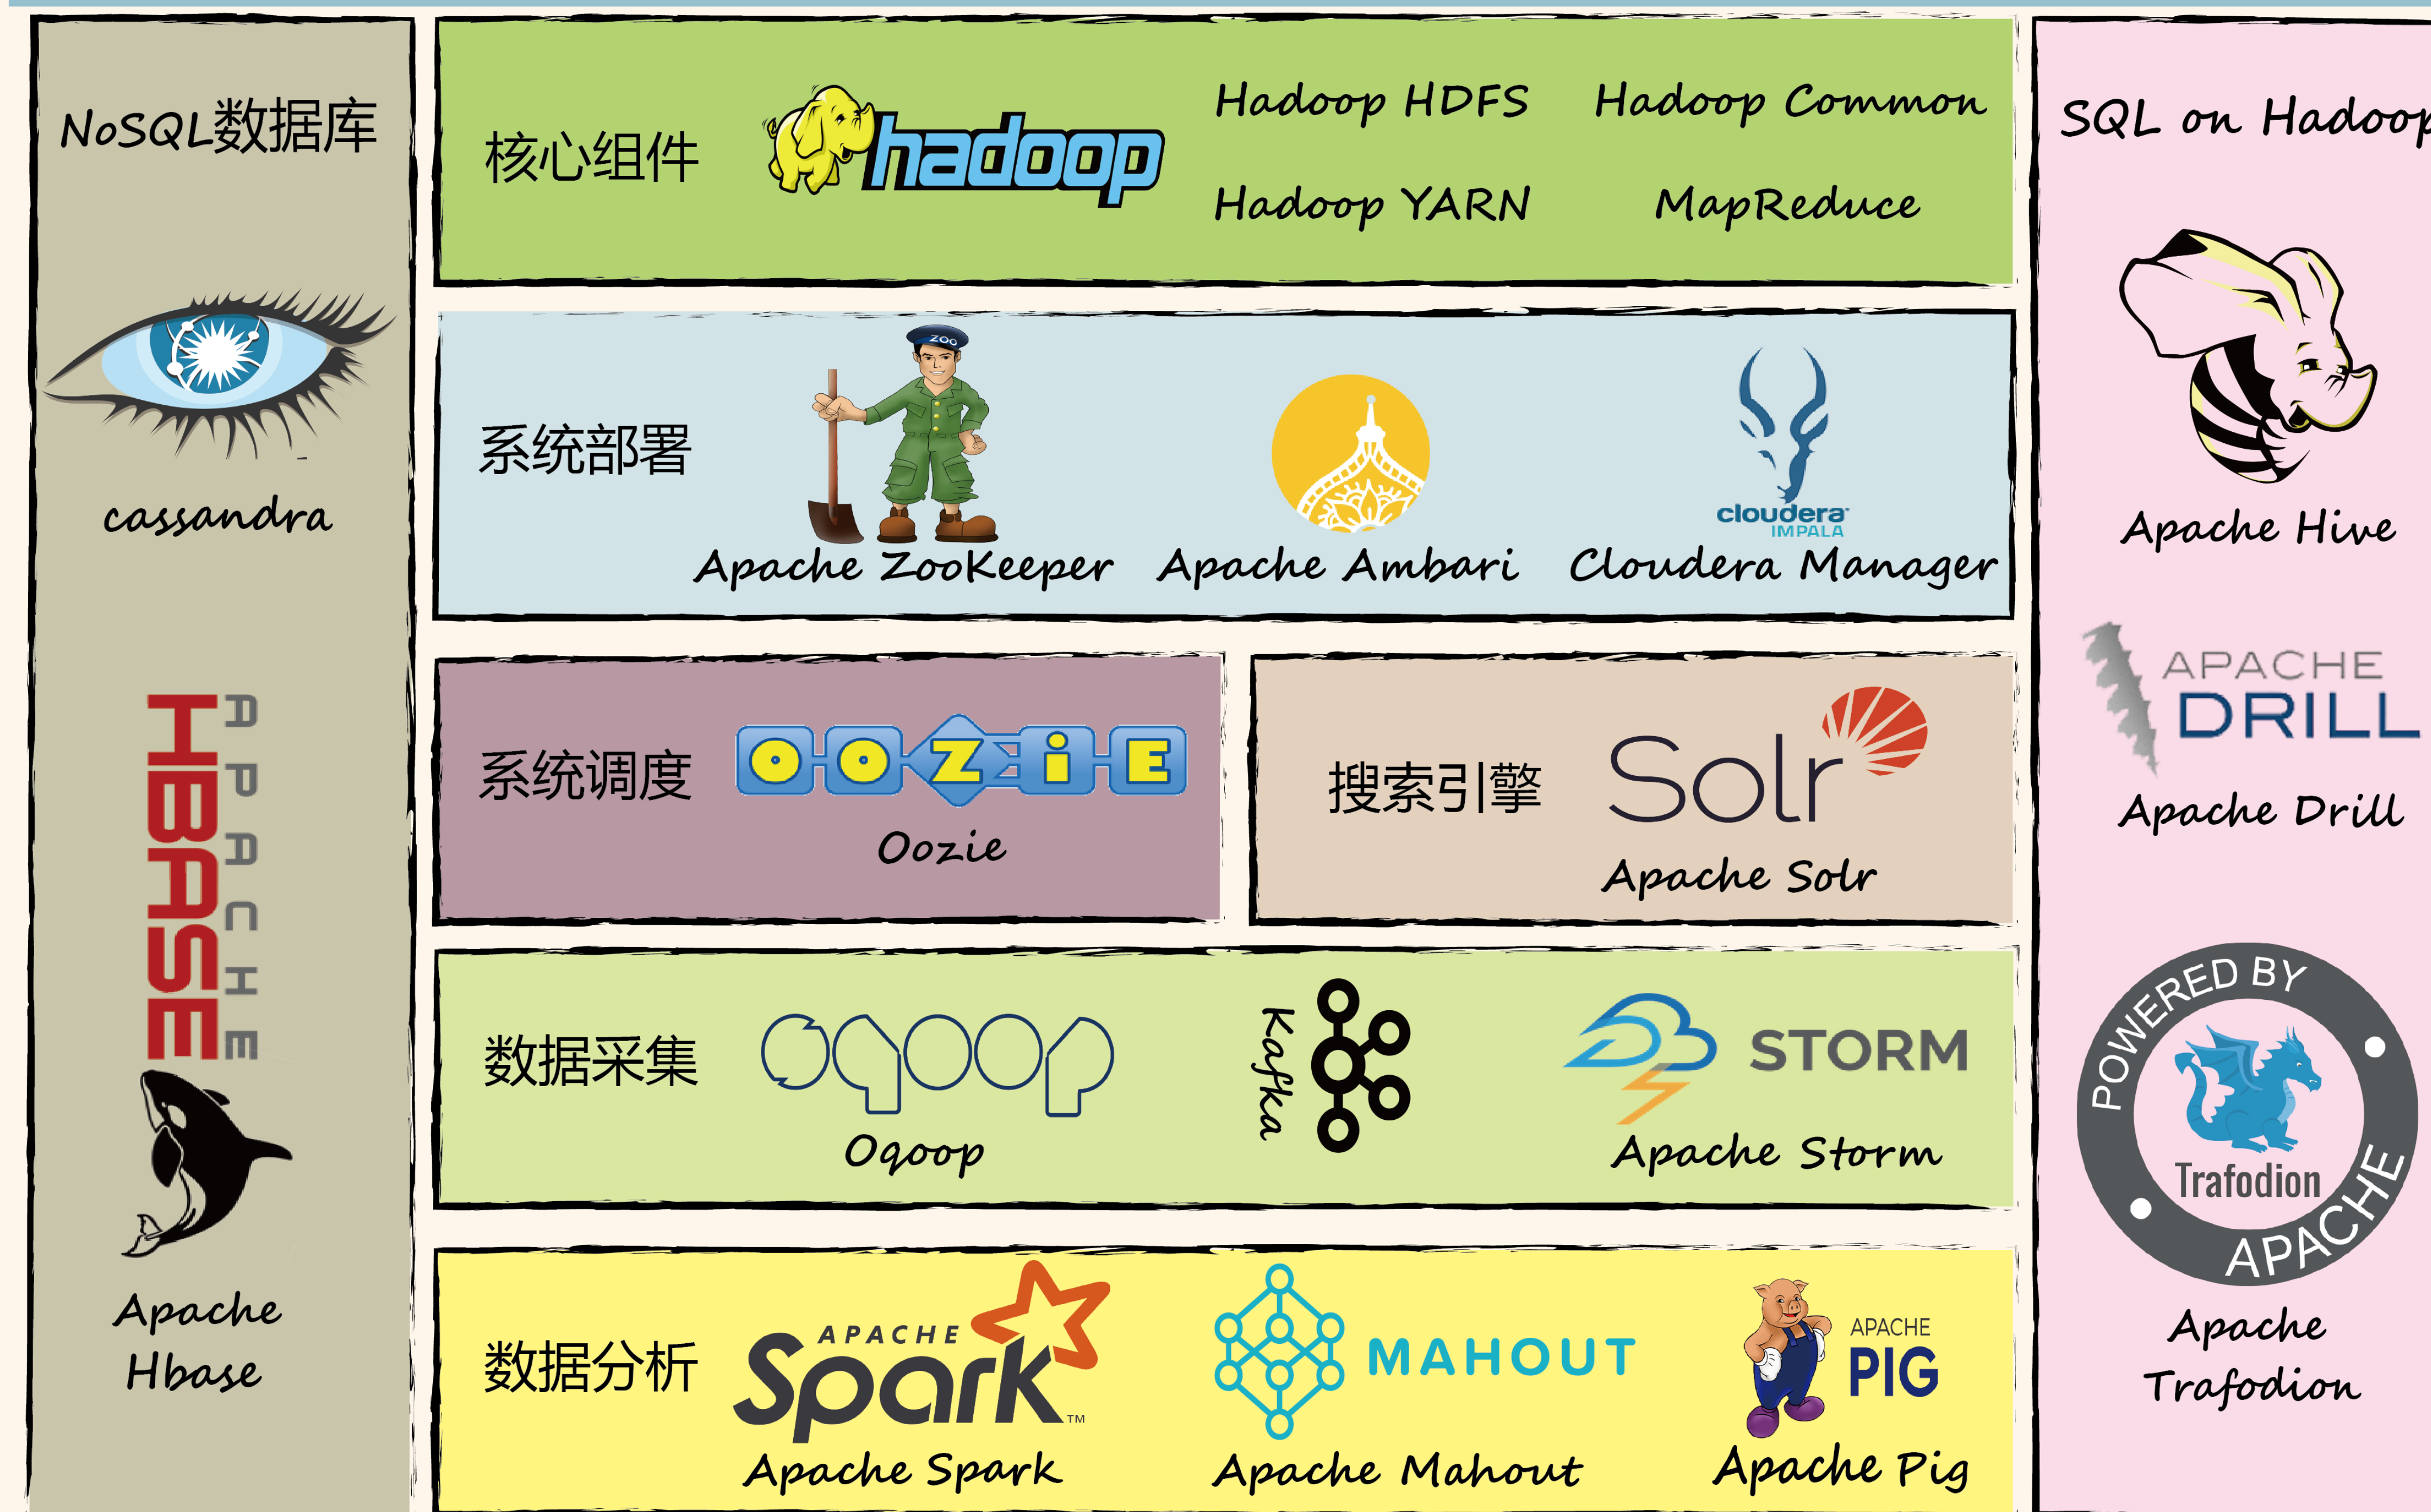 NoSQL数据库
cassandra
APACHE
HBASE
Apache
Hbase
核心组件
hadoop
Hadoop HDFS
Hadoop Common
Hadoop YARN
MapReduce
系统部署
ZOO
Apache ZooKeeper
Apache Ambari
cloudera
IMPALA
Cloudera Manager
系统调度
OOZiE
Oozie
搜索引擎
Solr
Apache Solr
数据采集
sqoop
Oqoop
Kafka
STORM
Apache Storm
数据分析
APACHE
Spark™
Apache Spark
MAHOUT
Apache Mahout
APACHE
PIG
Apache Pig
SQL on Hadoop
Apache Hive
APACHE
DRILL
Apache Drill
POWERED BY
Trafodion
APACHE
Apache
Trafodion